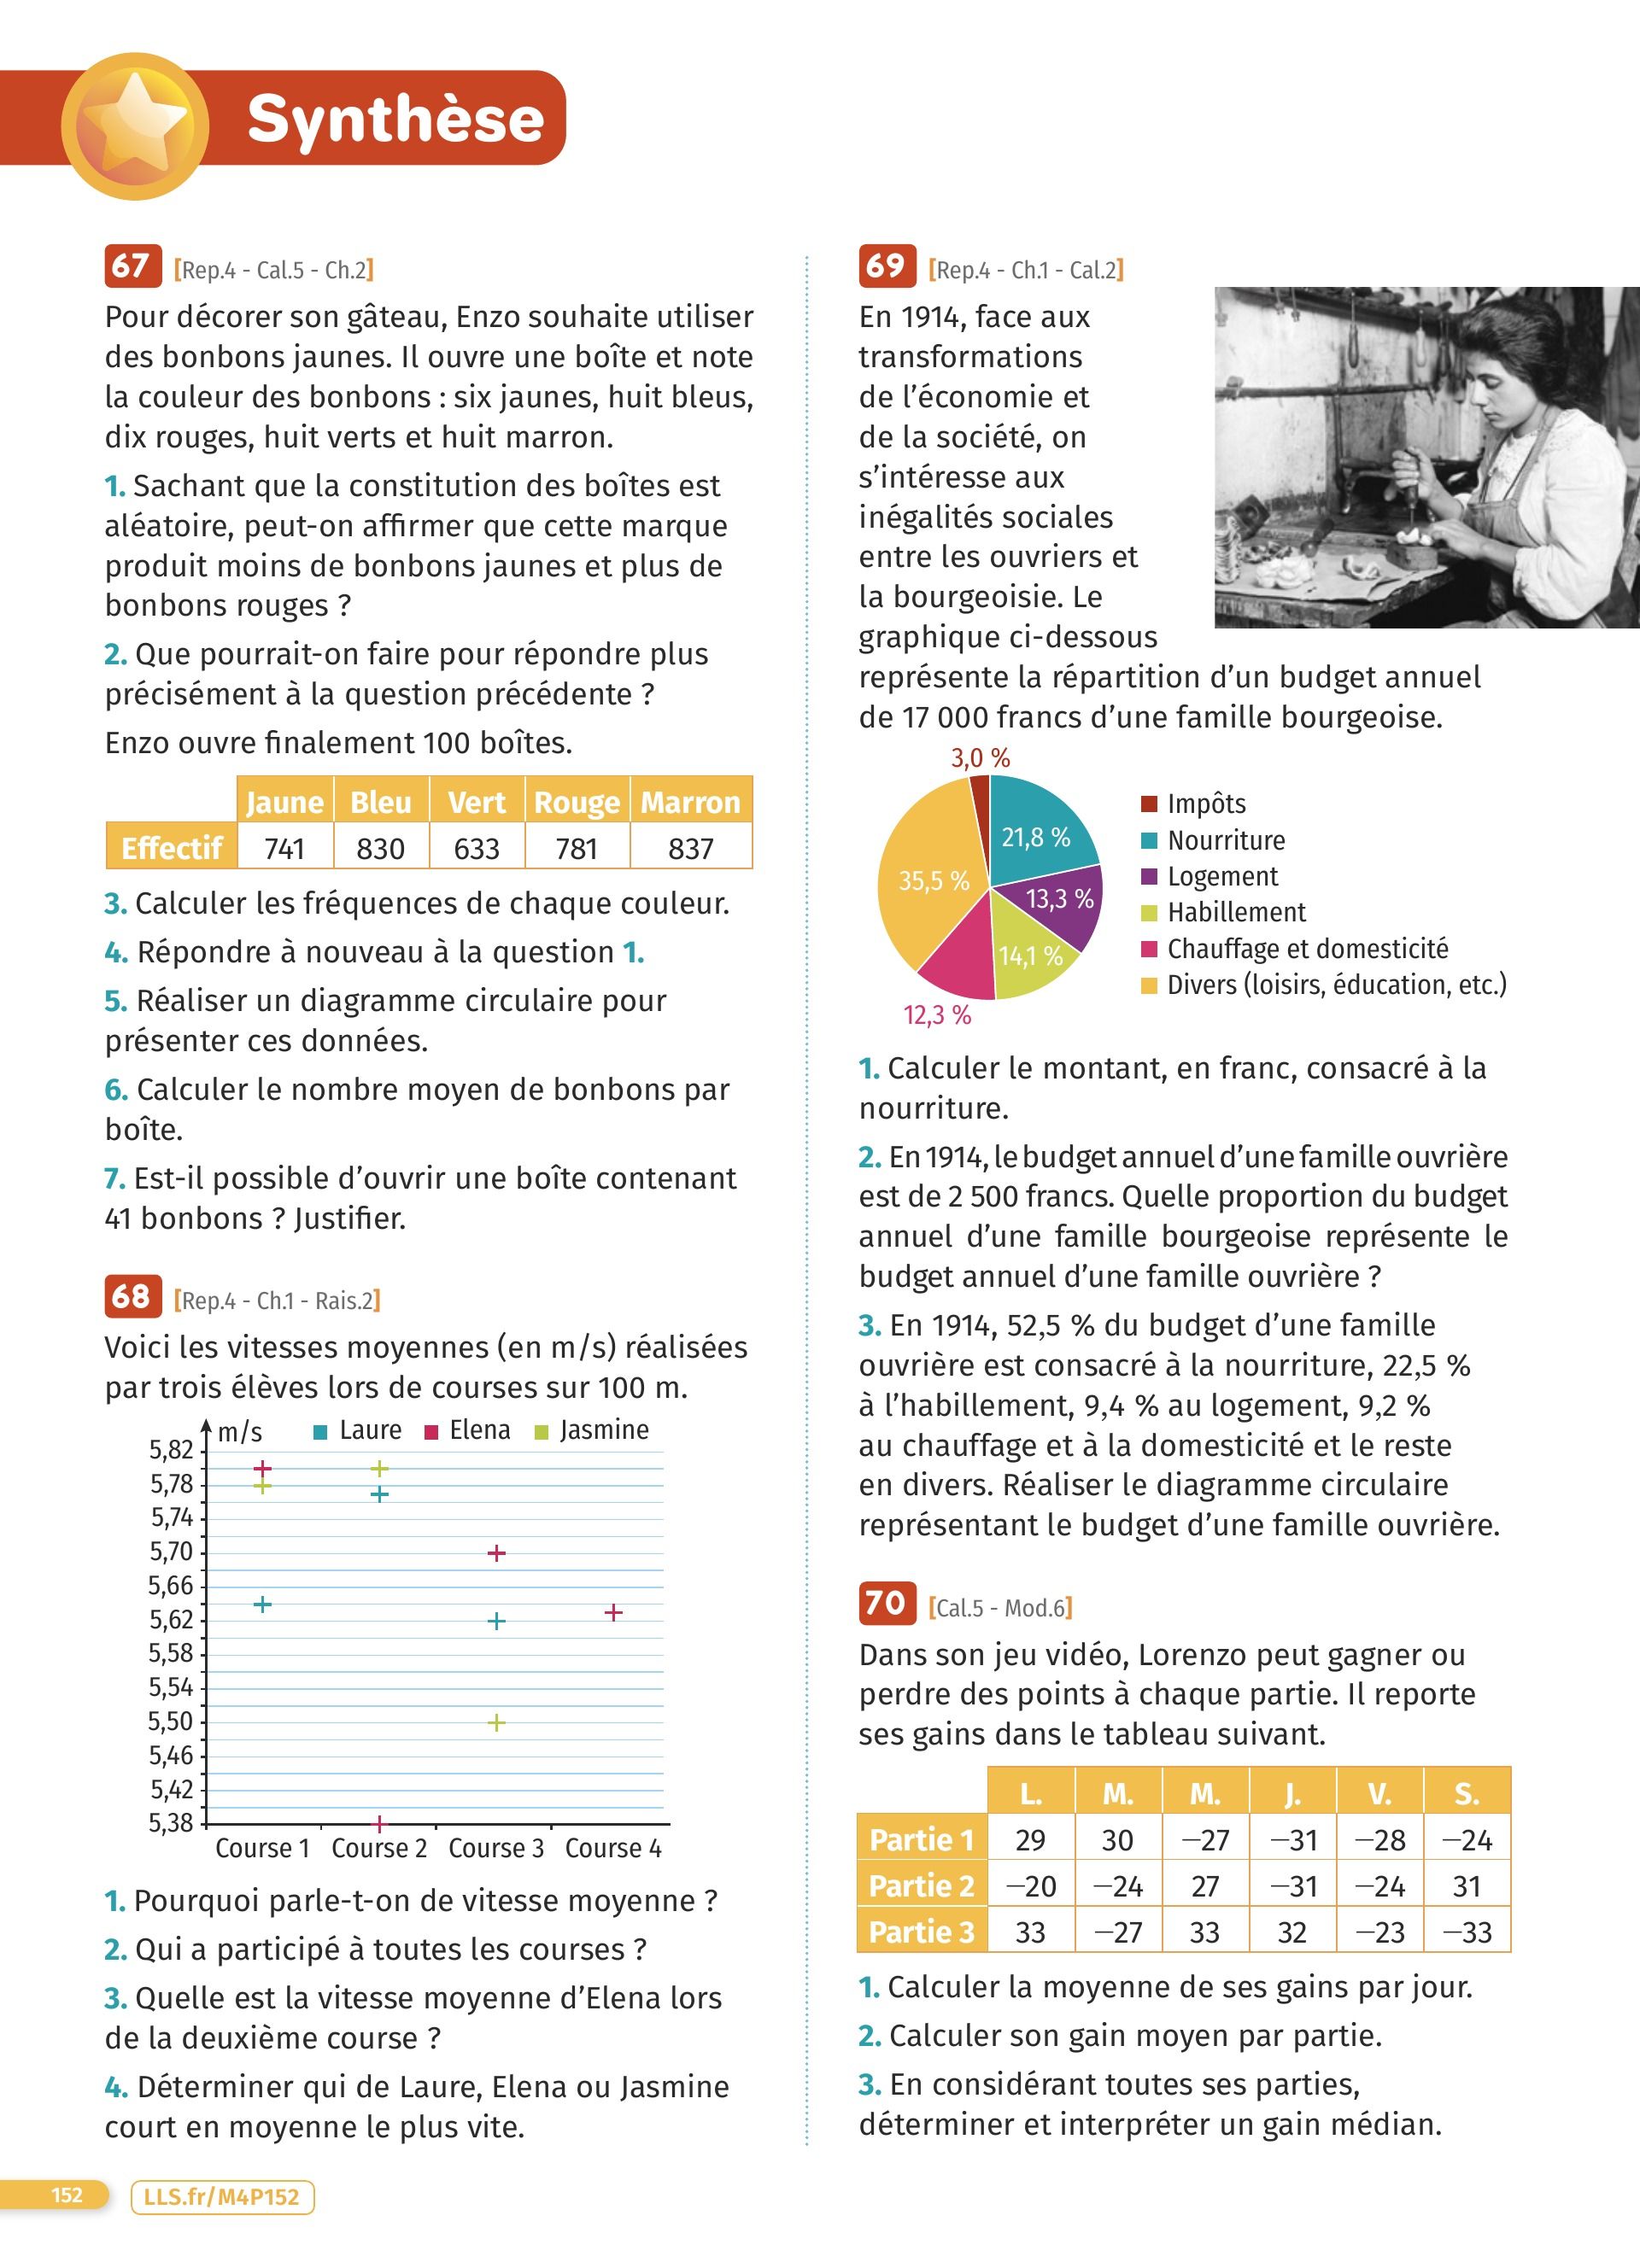 Synthèse
67 [Rep.4 - Cal.5 - Ch.2]
Pour décorer son gâteau, Enzo souhaite utiliser
des bonbons jaunes. Il ouvre une boîte et note
la couleur des bonbons : six jaunes, huit bleus,
dix rouges, huit verts et huit marron.
1. Sachant que la constitution des boîtes est
aléatoire, peut-on affirmer que cette marque
produit moins de bonbons jaunes et plus de
bonbons rouges ?
2. Que pourrait-on faire pour répondre plus
précisément à la question précédente ?
Enzo ouvre finalement 100 boîtes.
Jaune Bleu Vert Rouge Marron
Effectif 741 830 633 781 837
3. Calculer les fréquences de chaque couleur.
4. Répondre à nouveau à la question 1.
5. Réaliser un diagramme circulaire pour
présenter ces données.
6. Calculer le nombre moyen de bonbons par
boîte.
7. Est-il possible d'ouvrir une boîte contenant
41 bonbons ? Justifier.
68 [Rep.4 - Ch.1 - Rais.2]
Voici les vitesses moyennes (en m/s) réalisées
par trois élèves lors de courses sur 100 m.
m/s Laure Elena Jasmine
5,82
5,78
5,74
5,70
5,66
5,62
5,58
5,54
5,50
5,46
5,42
5,38
Course 1 Course 2 Course 3 Course 4
1. Pourquoi parle-t-on de vitesse moyenne ?
2. Qui a participé à toutes les courses ?
3. Quelle est la vitesse moyenne d'Elena lors
de la deuxième course ?
4. Déterminer qui de Laure, Elena ou Jasmine
court en moyenne le plus vite.
69 [Rep.4 - Ch.1 - Cal.2]
En 1914, face aux
transformations
de l'économie et
de la société, on
s'intéresse aux
inégalités sociales
entre les ouvriers et
la bourgeoisie. Le
graphique ci-dessous
représente la répartition d'un budget annuel
de 17 000 francs d'une famille bourgeoise.
3,0 %
21,8 %
35,5 %
13,3 %
14,1 %
12,3 %
Impôts
Nourriture
Logement
Habillement
Chauffage et domesticité
Divers (loisirs, éducation, etc.)
1. Calculer le montant, en franc, consacré à la
nourriture.
2. En 1914, le budget annuel d'une famille ouvrière
est de 2 500 francs. Quelle proportion du budget
annuel d'une famille bourgeoise représente le
budget annuel d'une famille ouvrière ?
3. En 1914, 52,5 % du budget d'une famille
ouvrière est consacré à la nourriture, 22,5 %
à l'habillement, 9,4 % au logement, 9,2 %
au chauffage et à la domesticité et le reste
en divers. Réaliser le diagramme circulaire
représentant le budget d'une famille ouvrière.
70 [Cal.5 - Mod.6]
Dans son jeu vidéo, Lorenzo peut gagner ou
perdre des points à chaque partie. Il reporte
ses gains dans le tableau suivant.
L. M. M. J. V. S.
Partie 1 29 30 −27 −31 −28 −24
Partie 2 −20 −24 27 −31 −24 31
Partie 3 33 −27 33 32 −23 −33
1. Calculer la moyenne de ses gains par jour.
2. Calculer son gain moyen par partie.
3. En considérant toutes ses parties,
déterminer et interpréter un gain médian.
152 LLS.fr/M4P152